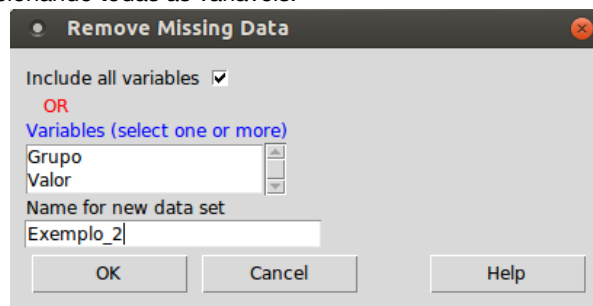 Remove Missing Data
Include all variables
OR
Variables (select one or more)
Grupo
Valor
Name for new data set
Exemplo_2
OK Cancel Help